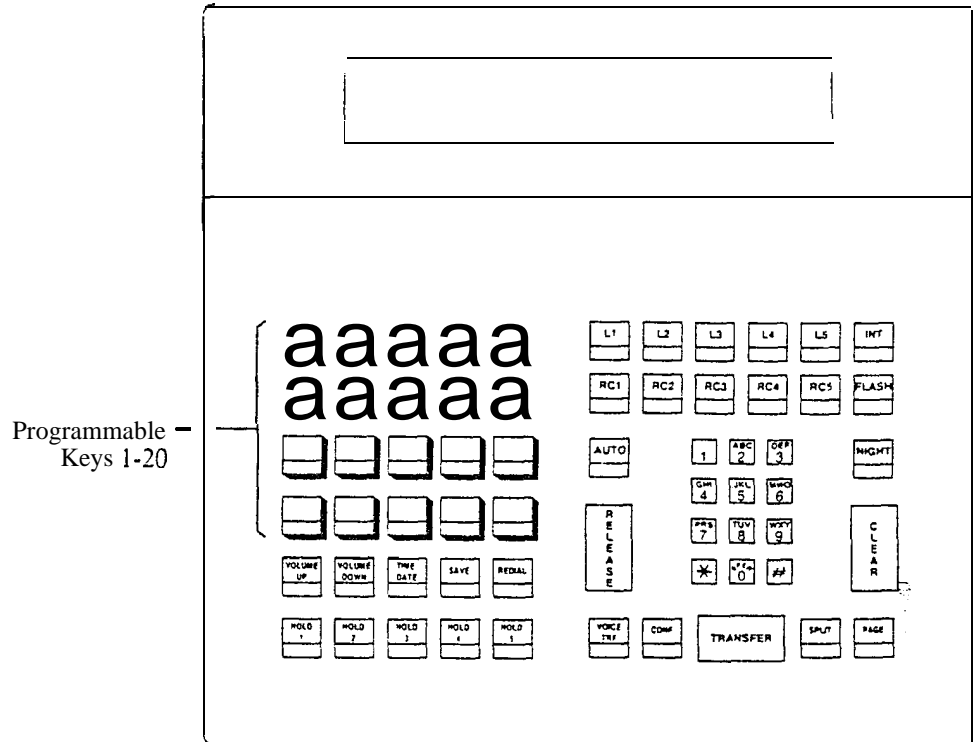 aaaaa
aaaaa
Programmable
Keys 1-20
L1 L2 L3 L4 L5 INT
RC1 RC2 RC3 RC4 RC5 FLASH
AUTO
1 ABC 2 DEF 3
NIGHT
GHI 4 JKL 5 MNO 6
RELEASE
PRS 7 TUV 8 WXY 9
CLEAR
* 0 #
VOLUME UP VOLUME DOWN TIME DATE SAVE REDIAL
HOLD 1 HOLD 2 HOLD 3 HOLD 4 HOLD 5
VOICE TRF CONF TRANSFER SPLIT PAGE